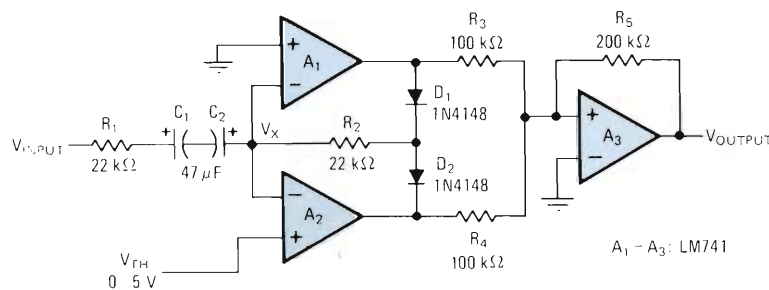 R3
100 kΩ
R5
200 kΩ
+
A1
−
D1
1N4148
+
A3
−
VOUTPUT
R1
C1
C2
+
+
VX
R2
22 kΩ
47 μF
22 kΩ
D2
1N4148
−
A2
+
R4
100 kΩ
A1 – A3: LM741
0 5 V